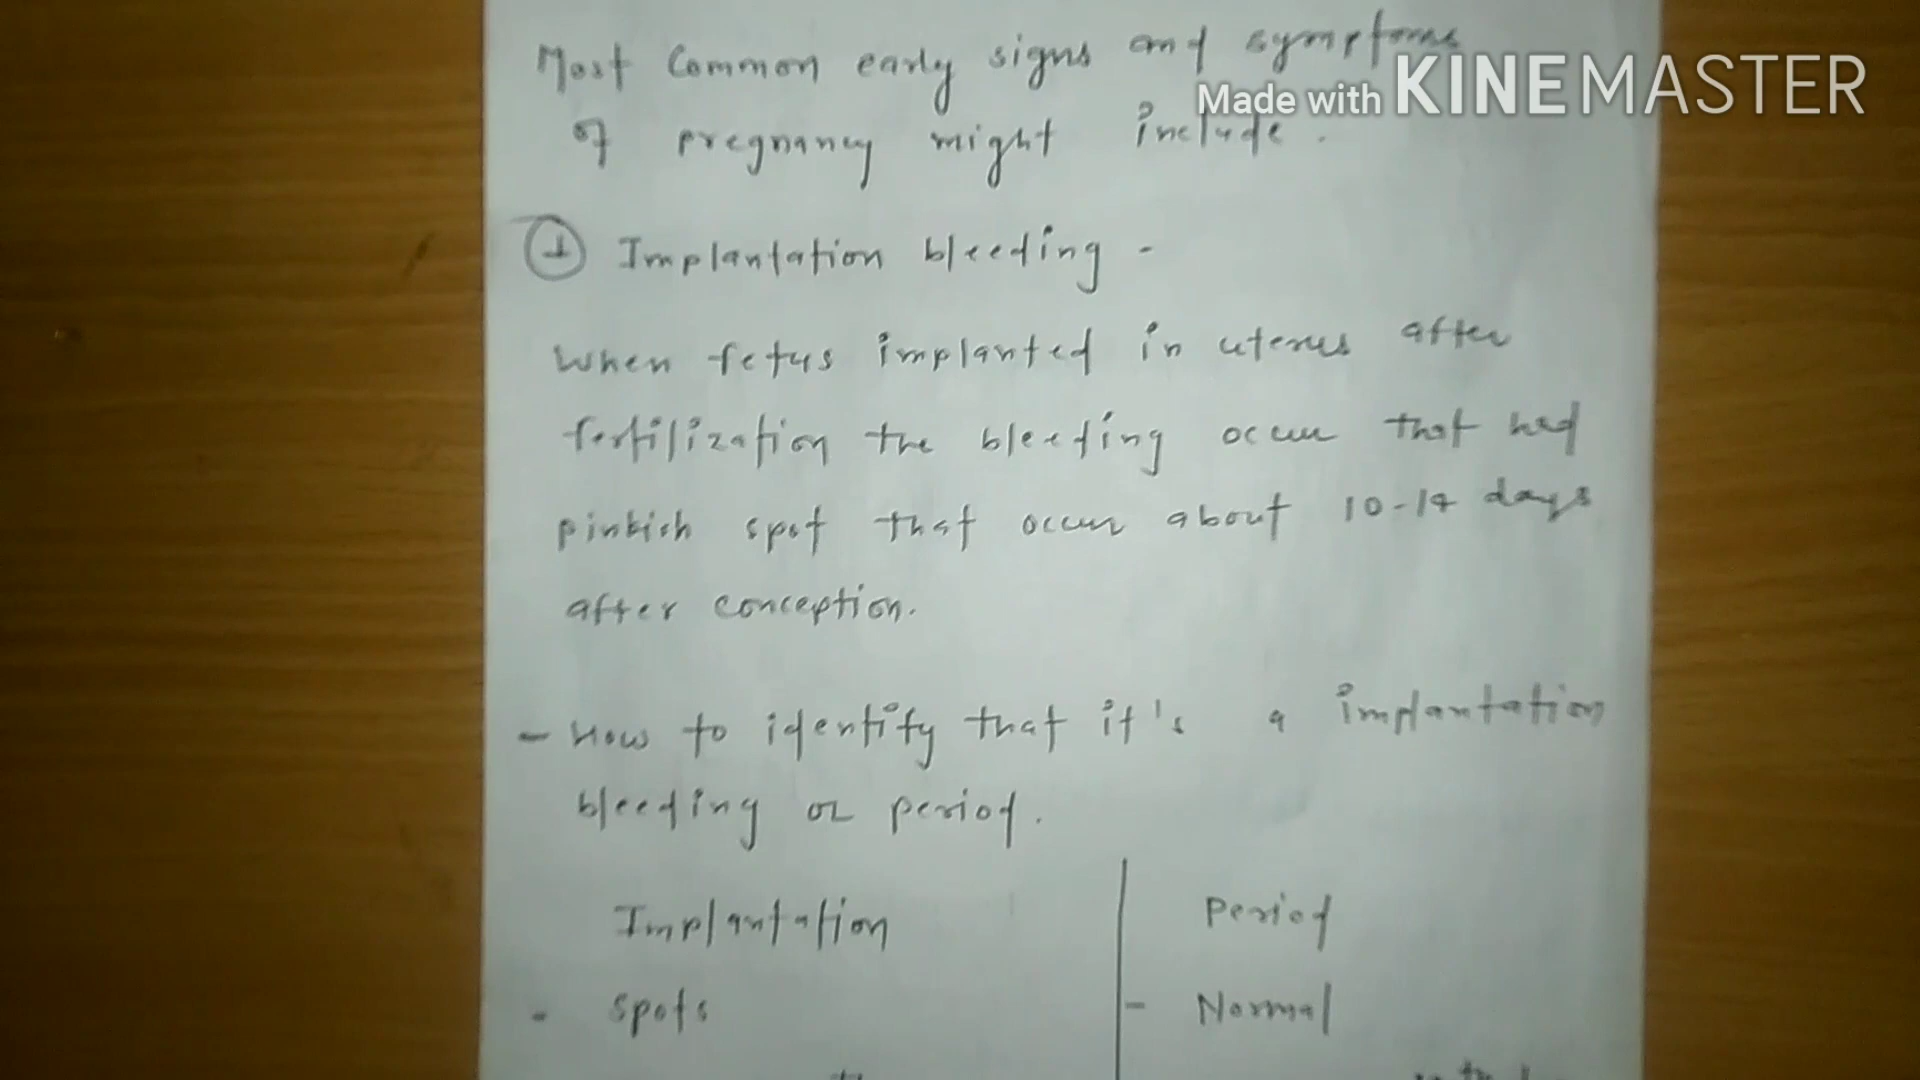 Most Common early signs and symptoms
Made with KINEMASTER
of pregnancy might include.
1 Implantation bleeding -
When fetus implanted in uterus after
fertilization the bleeding occur that had
pinkish spot that occur about 10-14 days
after conception.
- How to identify that it's a implantation
bleeding or period.
Implantation | Period
- spots | - Normal